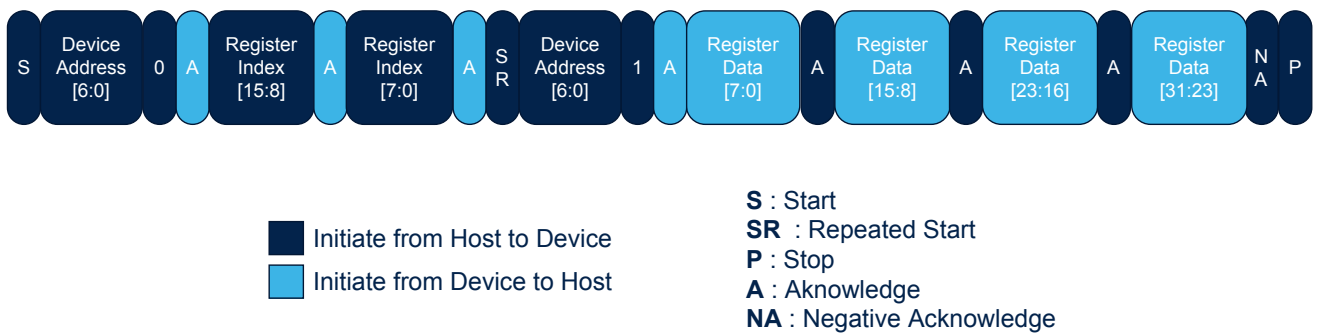 S
Device
Address
[6:0]
0
A
Register
Index
[15:8]
A
Register
Index
[7:0]
A
S
R
Device
Address
[6:0]
1
A
Register
Data
[7:0]
A
Register
Data
[15:8]
A
Register
Data
[23:16]
A
Register
Data
[31:23]
N
A
P
Initiate from Host to Device
Initiate from Device to Host
S : Start
SR : Repeated Start
P : Stop
A : Aknowledge
NA : Negative Acknowledge